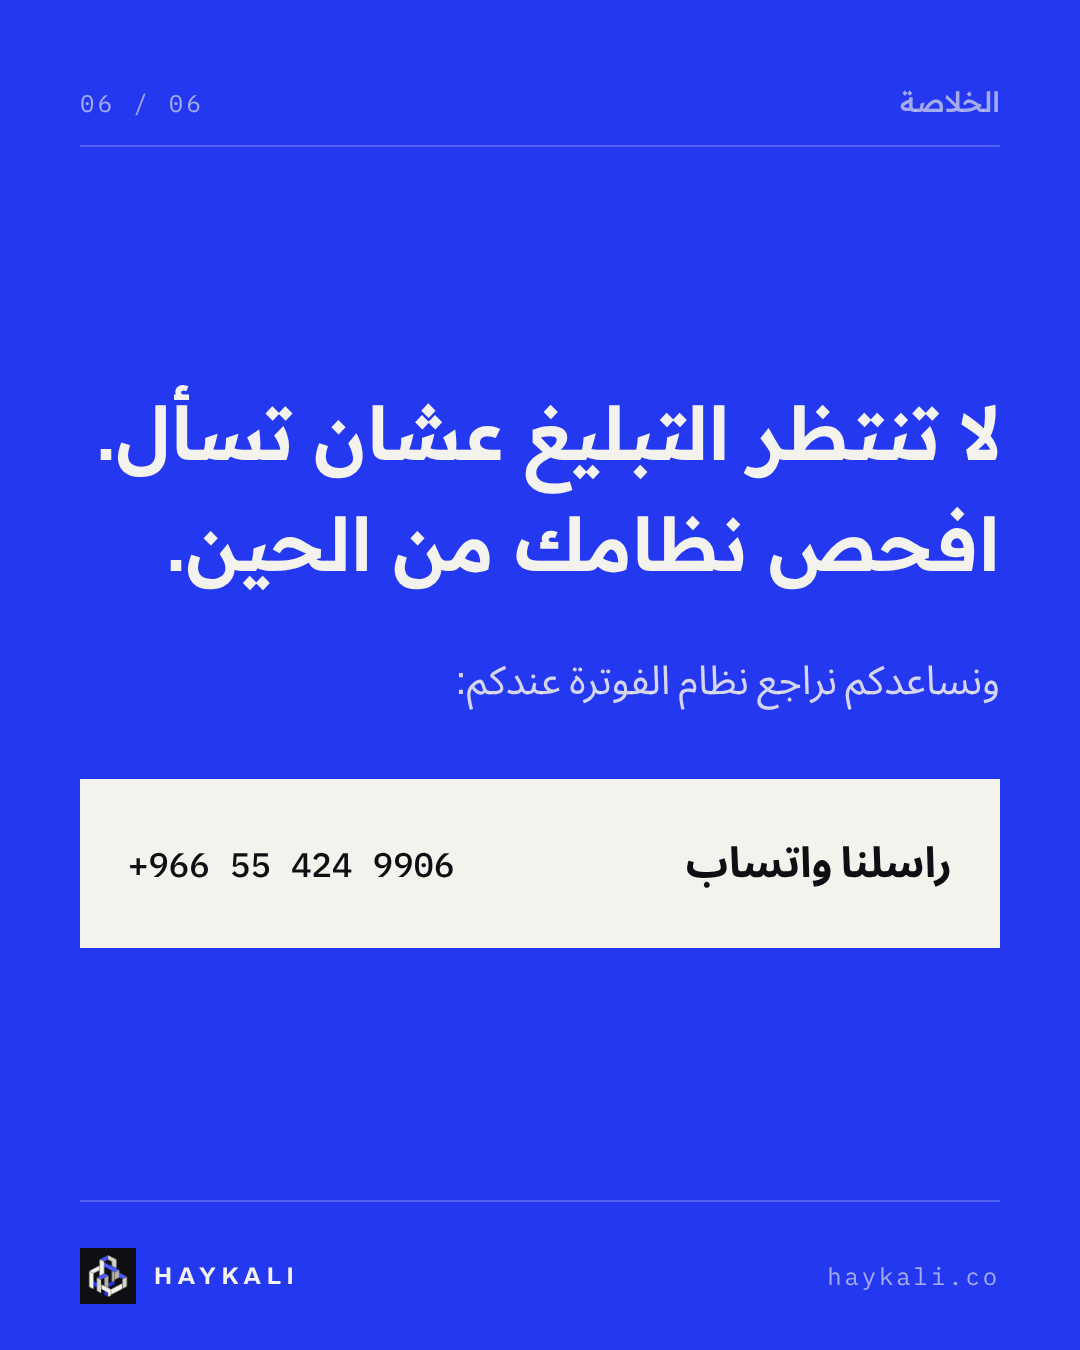 الخلاصة
06 / 06
لا تنتظر التبليغ عشان تسأل.
افحص نظامك من الحين.
ونساعدكم نراجع نظام الفوترة عندكم:
راسلنا واتساب
+966 55 424 9906
HAYKALI
haykali.co